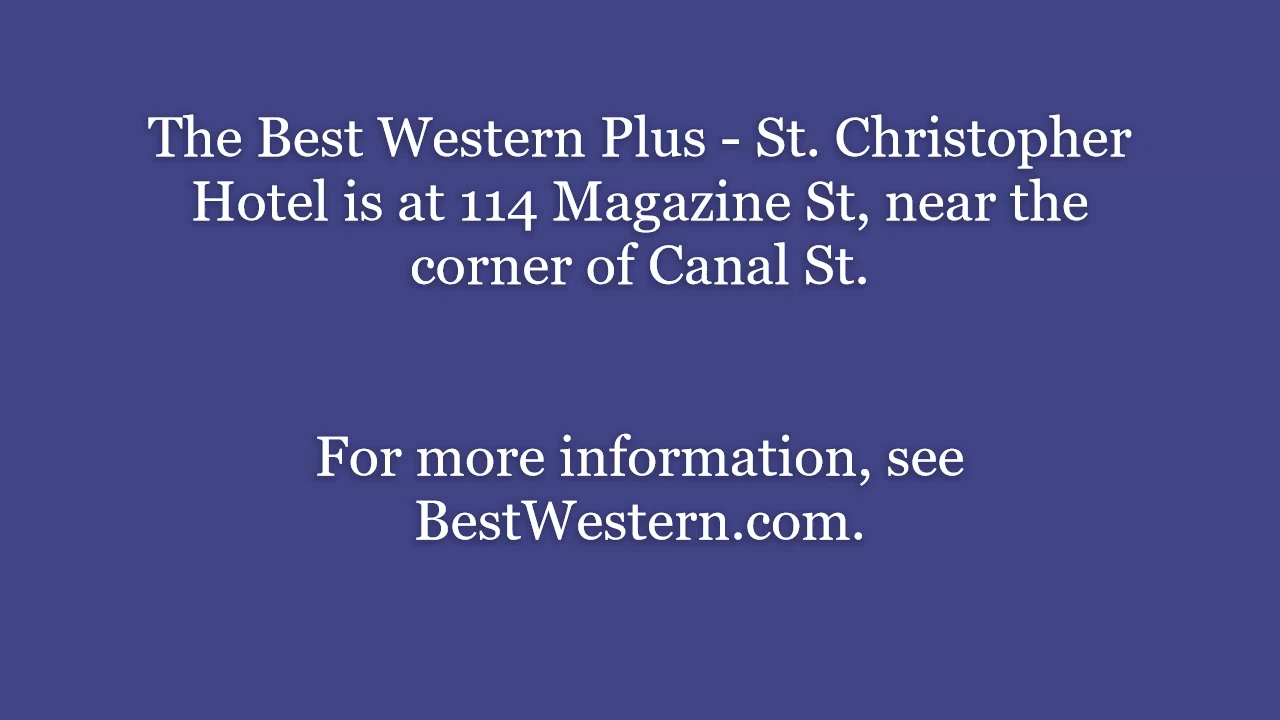 The Best Western Plus - St. Christopher
Hotel is at 114 Magazine St, near the
corner of Canal St.
For more information, see
BestWestern.com.